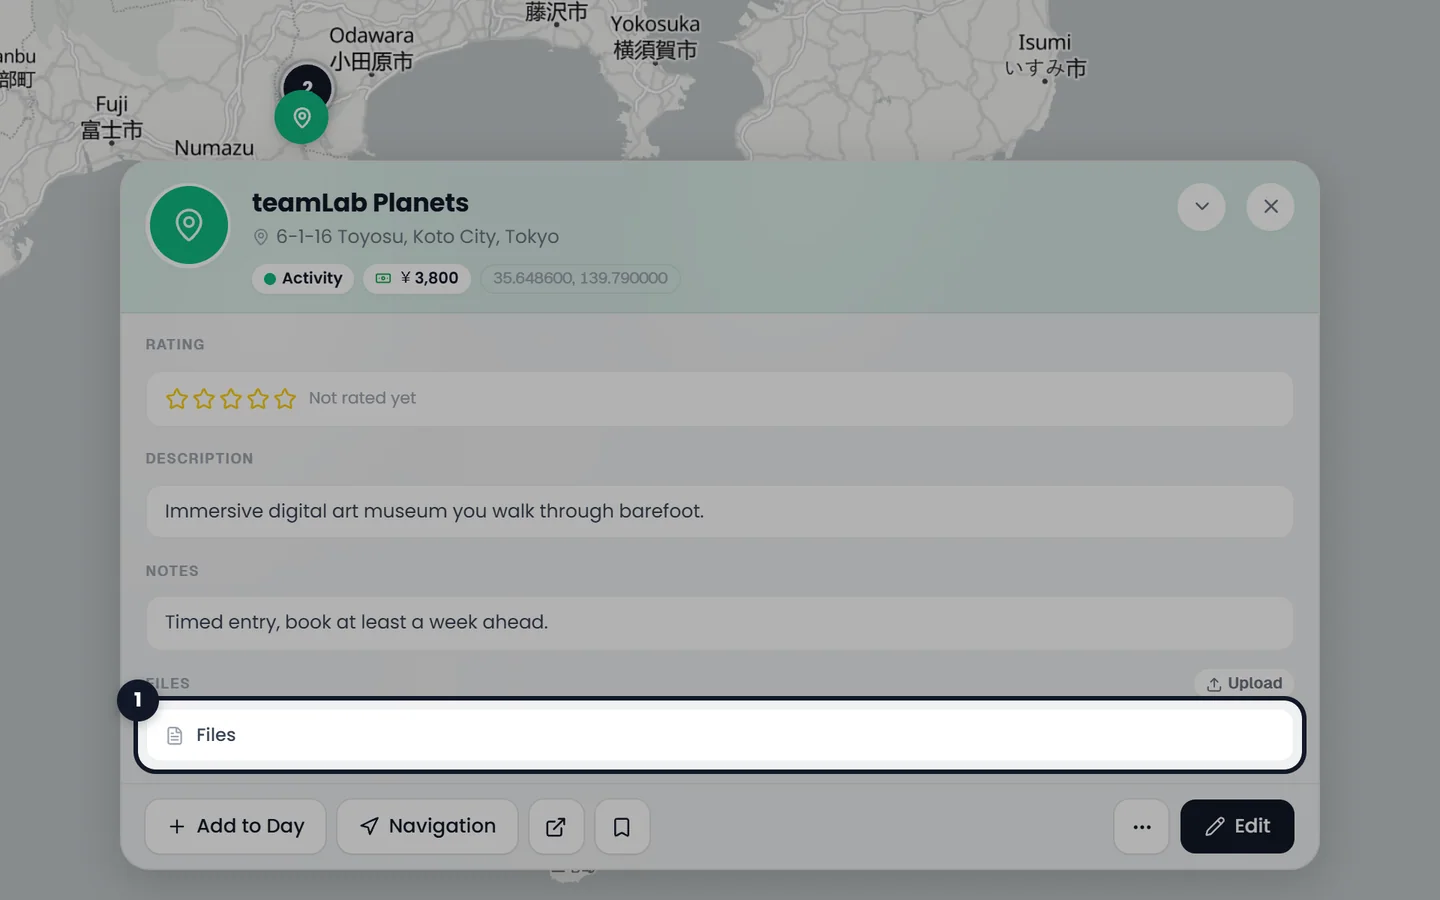 藤沢市
Odawara
小田原市
Yokosuka
横須賀市
Isumi
いすみ市
anbu
部町
Fuji
富士市
Numazu
2
teamLab Planets
6-1-16 Toyosu, Koto City, Tokyo
Activity
¥ 3,800
35.648600, 139.790000
RATING
Not rated yet
DESCRIPTION
Immersive digital art museum you walk through barefoot.
NOTES
Timed entry, book at least a week ahead.
FILES
Upload
1
Files
Add to Day
Navigation
Edit